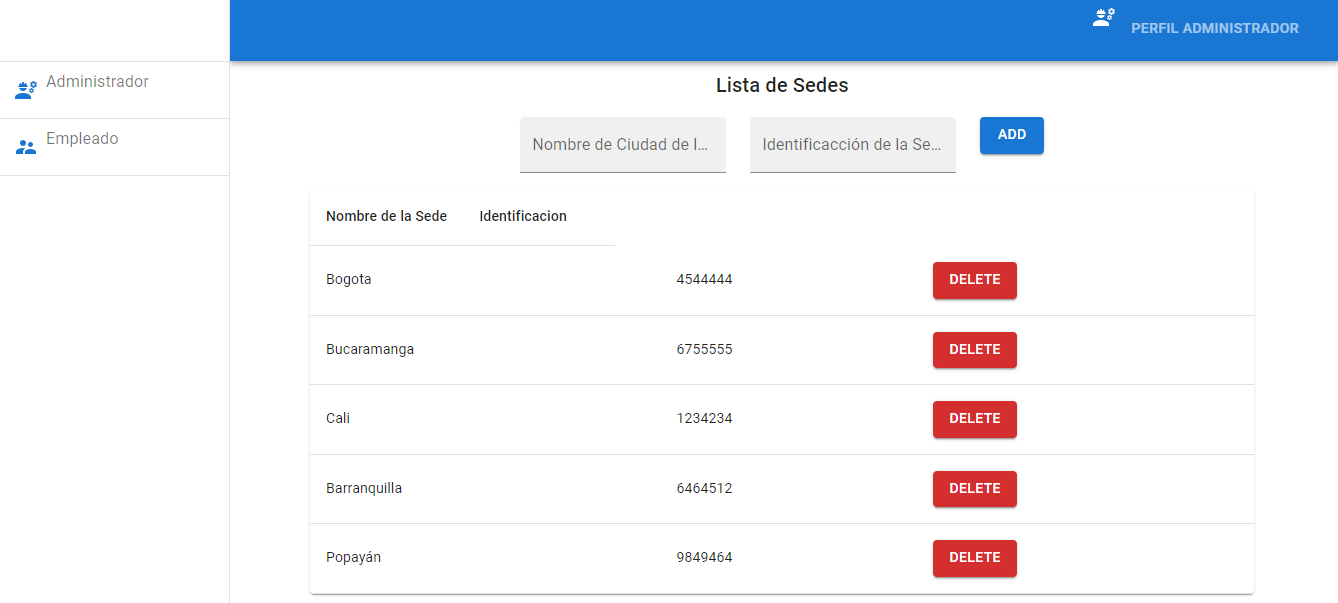 PERFIL ADMINISTRADOR
Administrador
Empleado
Lista de Sedes
Nombre de Ciudad de l... Identificacción de la Se... ADD
Nombre de la Sede Identificacion
Bogota 4544444 DELETE
Bucaramanga 6755555 DELETE
Cali 1234234 DELETE
Barranquilla 6464512 DELETE
Popayán 9849464 DELETE